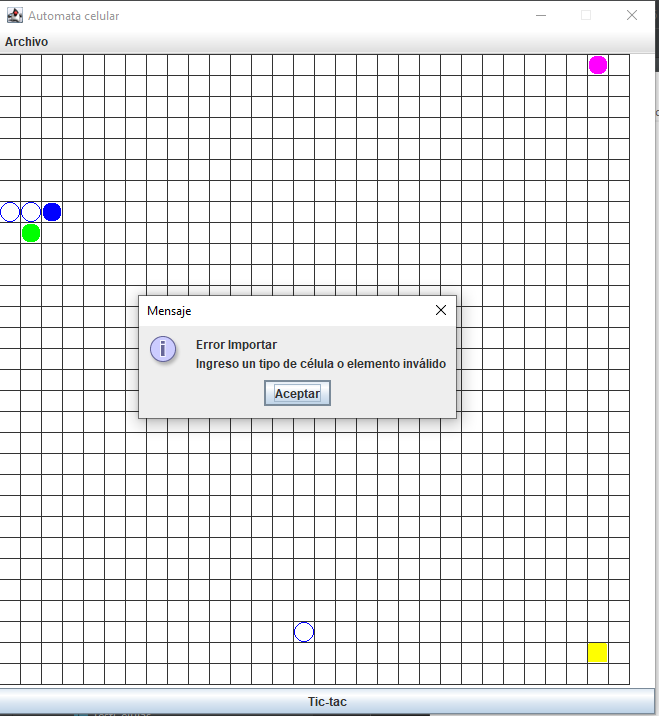 Automata celular
Archivo
Mensaje
Error Importar
Ingreso un tipo de célula o elemento inválido
Aceptar
Tic-tac